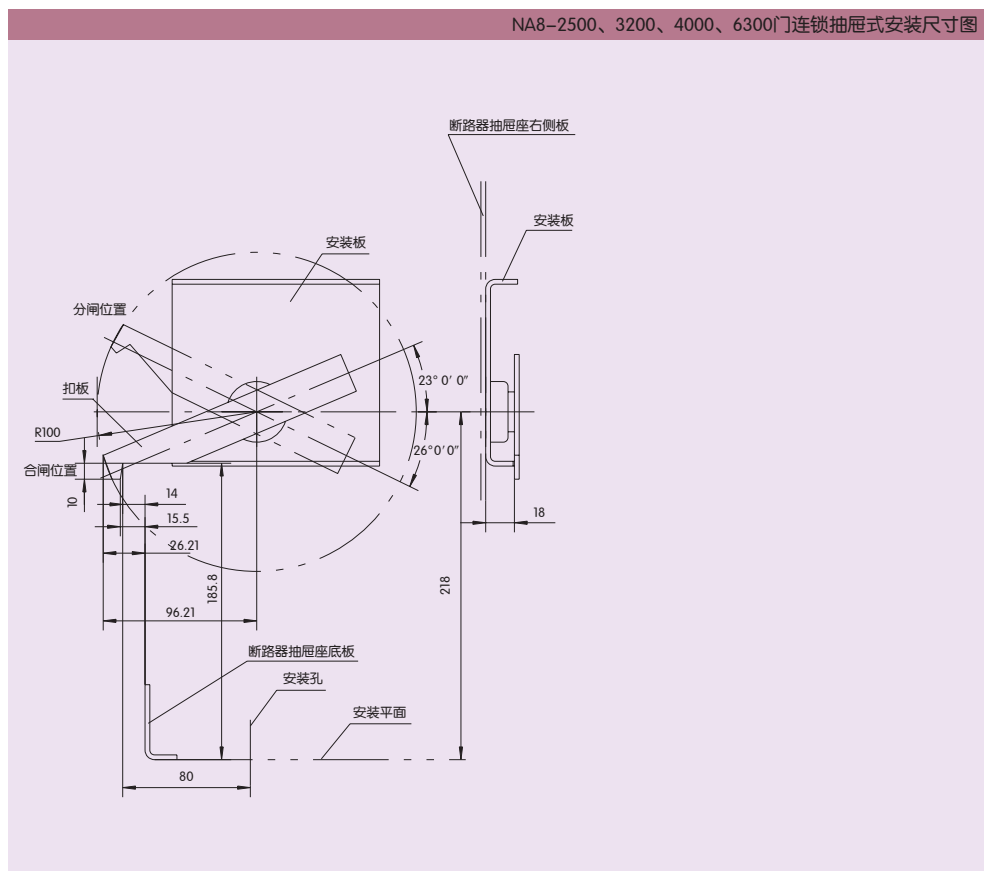 NA8-2500、3200、4000、6300门连锁抽屉式安装尺寸图
断路器抽屉座右侧板
安装板
安装板
分闸位置
23° 0′ 0″
扣板
R100
26°0′0″
合闸位置
10
14
15.5
18
26.21
185.8
218
96.21
断路器抽屉座底板
安装孔
安装平面
80